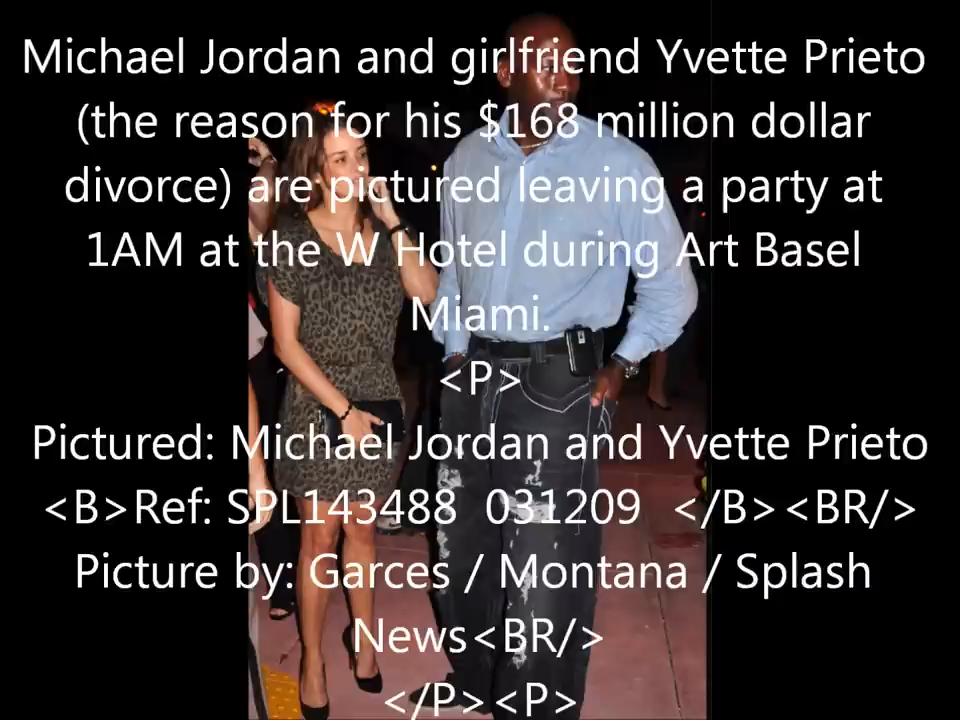 Michael Jordan and girlfriend Yvette Prieto
(the reason for his $168 million dollar
divorce) are pictured leaving a party at
1AM at the W Hotel during Art Basel
Miami.
<P>
Pictured: Michael Jordan and Yvette Prieto
<B>Ref: SPL143488  031209  </B><BR/>
Picture by: Garces / Montana / Splash
News<BR/>
</P><P>